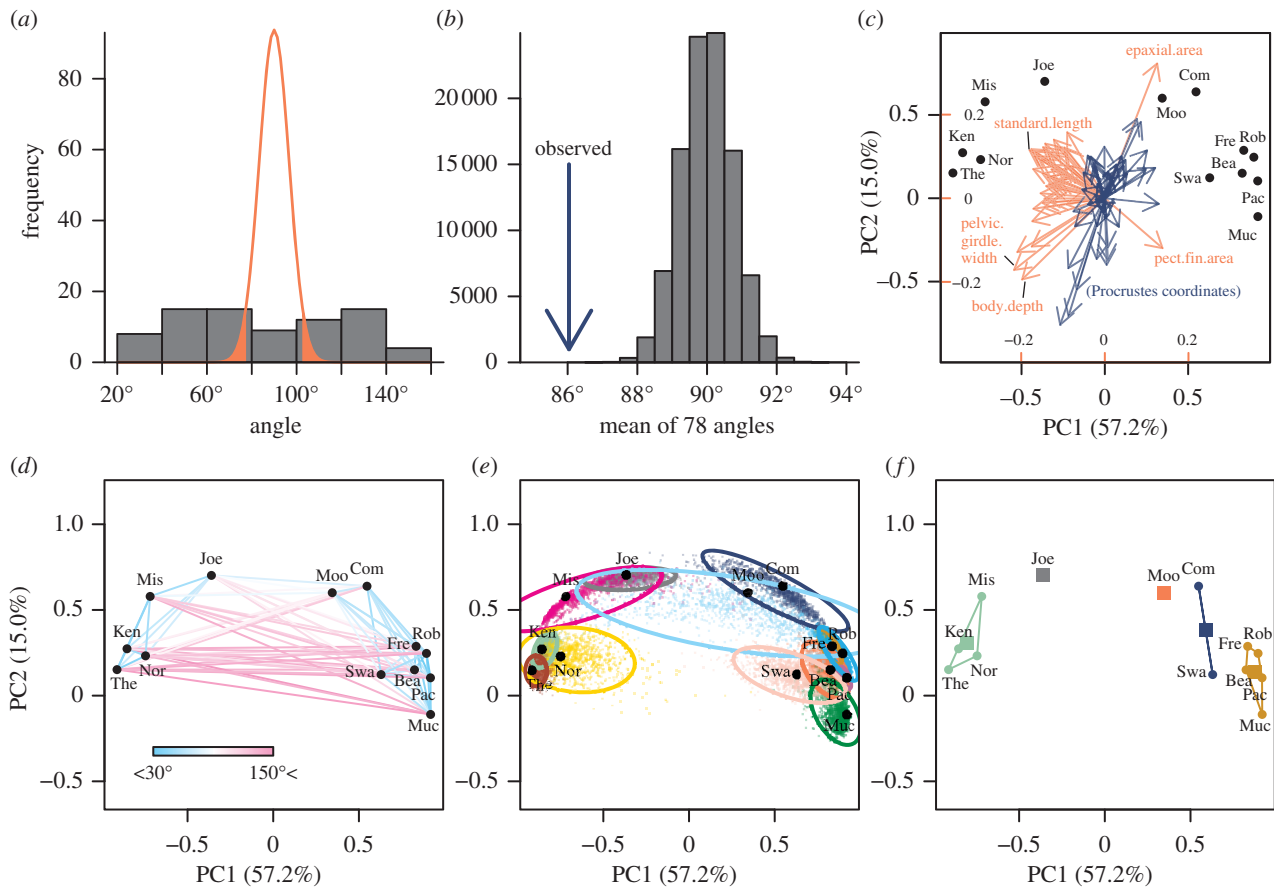 (a)
frequency
80
60
40
20
0
20°
60°
100°
140°
angle
(b)
20 000
15 000
10 000
5000
0
observed
86°
88°
90°
92°
94°
mean of 78 angles
(c)
PC2 (15.0%)
0.5
0
−0.5
epaxial.area
Joe
Com
Mis
Moo
0.2
standard.length
Ken
Nor
The
Fre
Rob
Bea
Swa
Pac
Muc
0
pelvic.
girdle.
width
pect.fin.area
−0.2
body.depth
(Procrustes coordinates)
−0.2
0
0.2
−0.5
0
0.5
PC1 (57.2%)
(d)
PC2 (15.0%)
1.0
0.5
0
−0.5
Joe
Mis
Moo
Com
Ken
Nor
The
Rob
Fre
Swa
Bea
Pac
Muc
<30°
150°<
−0.5
0
0.5
PC1 (57.2%)
(e)
1.0
0.5
0
−0.5
Joe
Mis
Moo
Com
Ken
Nor
The
Rob
Fre
Swa
Bea
Pac
Muc
−0.5
0
0.5
PC1 (57.2%)
(f)
1.0
0.5
0
−0.5
Joe
Mis
Moo
Com
Ken
Nor
The
Rob
Fre
Swa
Bea
Pac
Muc
−0.5
0
0.5
PC1 (57.2%)